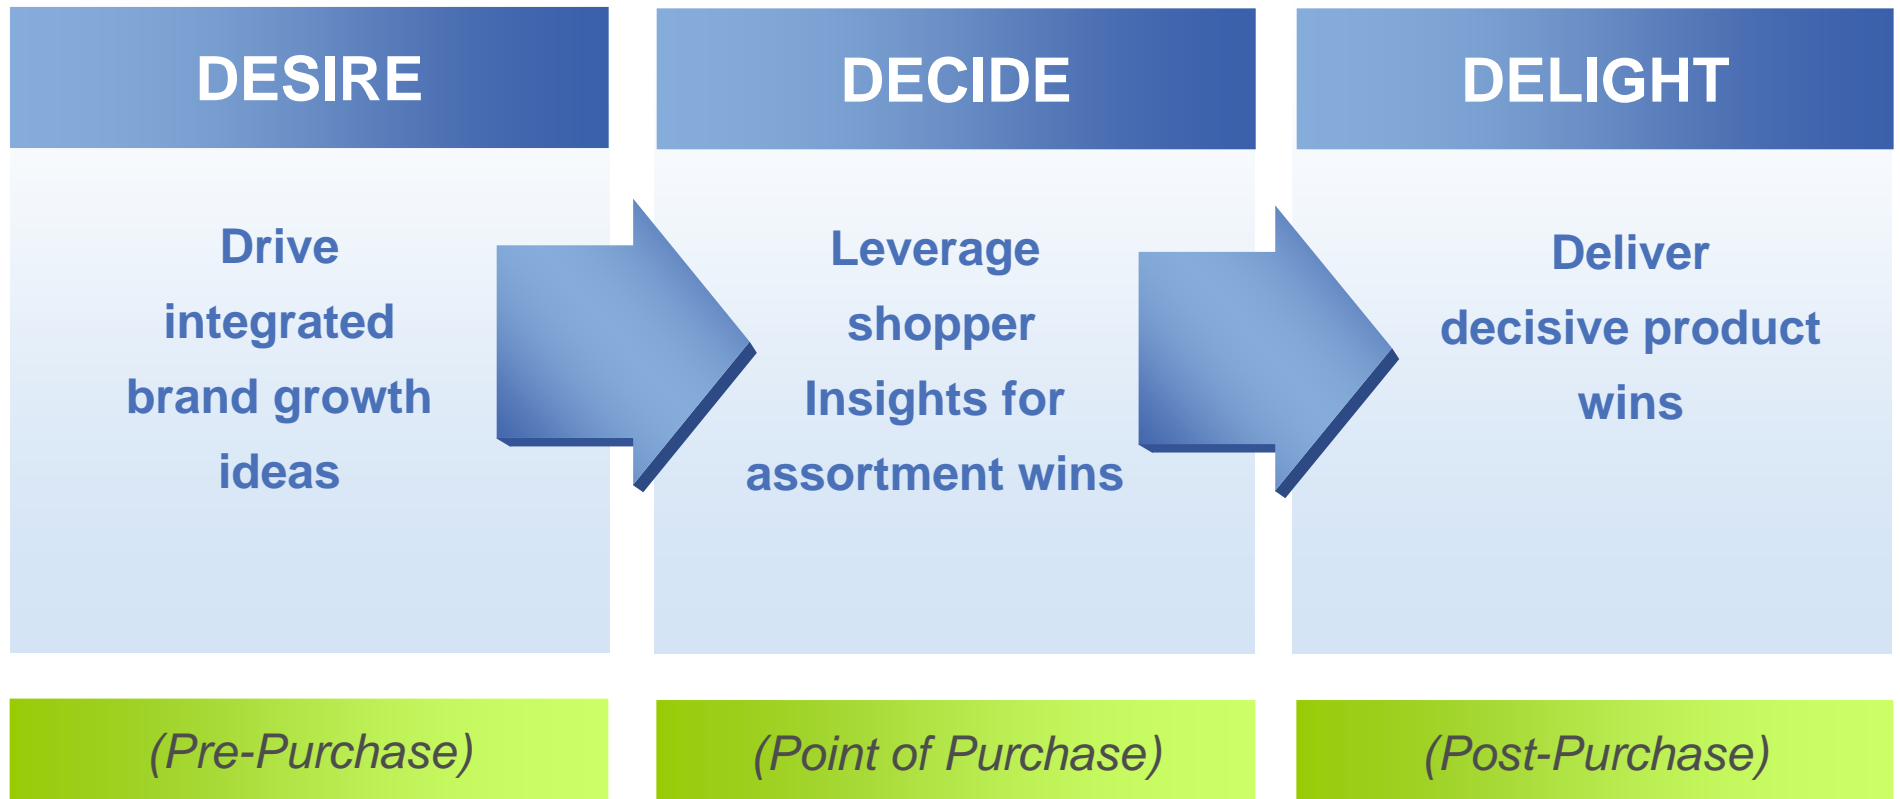 DESIRE
Drive
integrated
brand growth
ideas
(Pre-Purchase)
DECIDE
Leverage
shopper
Insights for
assortment wins
(Point of Purchase)
DELIGHT
Deliver
decisive product
wins
(Post-Purchase)